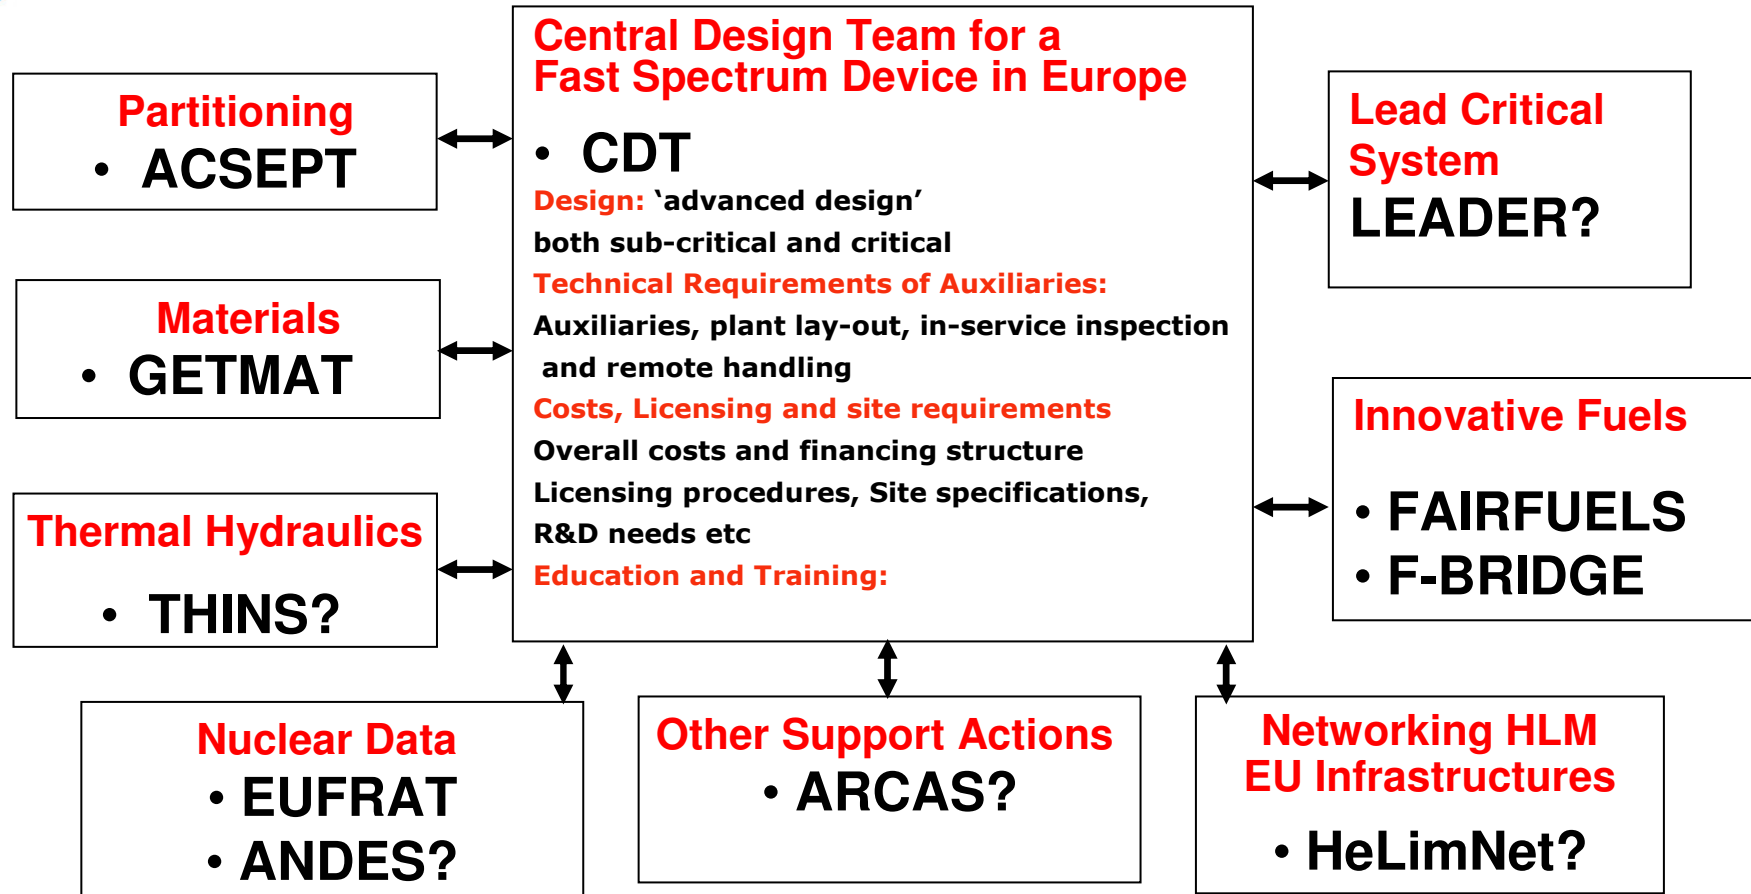 Central Design Team for a
Fast Spectrum Device in Europe
• CDT
Design: ‘advanced design’
both sub-critical and critical
Technical Requirements of Auxiliaries:
Auxiliaries, plant lay-out, in-service inspection
and remote handling
Costs, Licensing and site requirements
Overall costs and financing structure
Licensing procedures, Site specifications,
R&D needs etc
Education and Training:
Partitioning
• ACSEPT
Materials
• GETMAT
Thermal Hydraulics
• THINS?
Lead Critical
System
LEADER?
Innovative Fuels
• FAIRFUELS
• F-BRIDGE
Nuclear Data
• EUFRAT
• ANDES?
Other Support Actions
• ARCAS?
Networking HLM
EU Infrastructures
• HeLimNet?